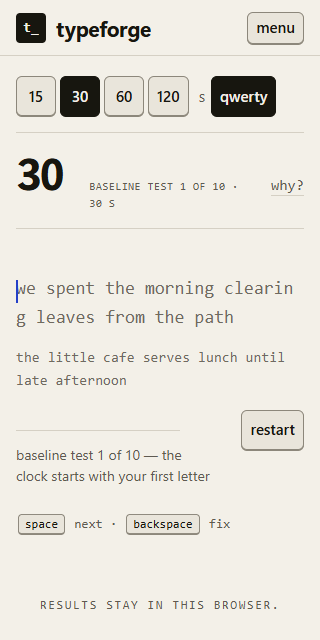 t_ typeforge menu
15 30 60 120 s qwerty
30 BASELINE TEST 1 OF 10 · why?
30 S
we spent the morning clearin
g leaves from the path
the little cafe serves lunch until
late afternoon
restart
baseline test 1 of 10 — the
clock starts with your first letter
space next · backspace fix
RESULTS STAY IN THIS BROWSER.